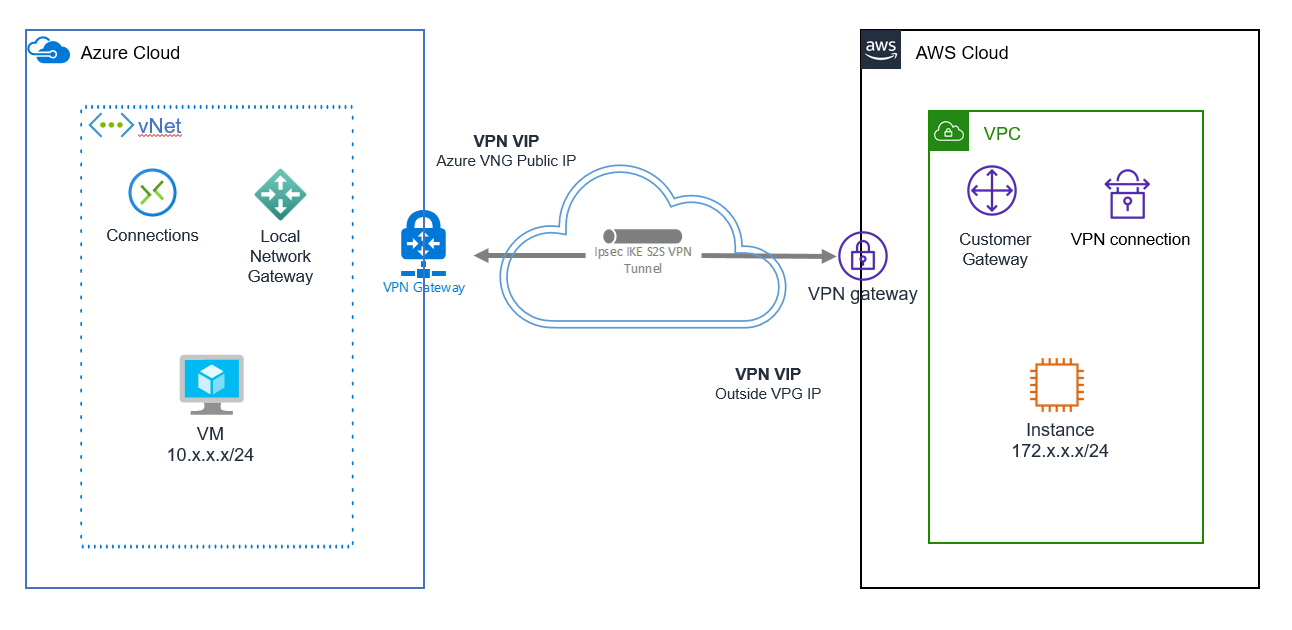 Azure Cloud
aws
AWS Cloud
vNet
VPC
VPN VIP
Azure VNG Public IP
Connections
Local
Network
Gateway
Ipsec IKE S2S VPN
Tunnel
VPN Gateway
VPN gateway
Customer
Gateway
VPN connection
VPN VIP
Outside VPG IP
VM
10.x.x.x/24
Instance
172.x.x.x/24